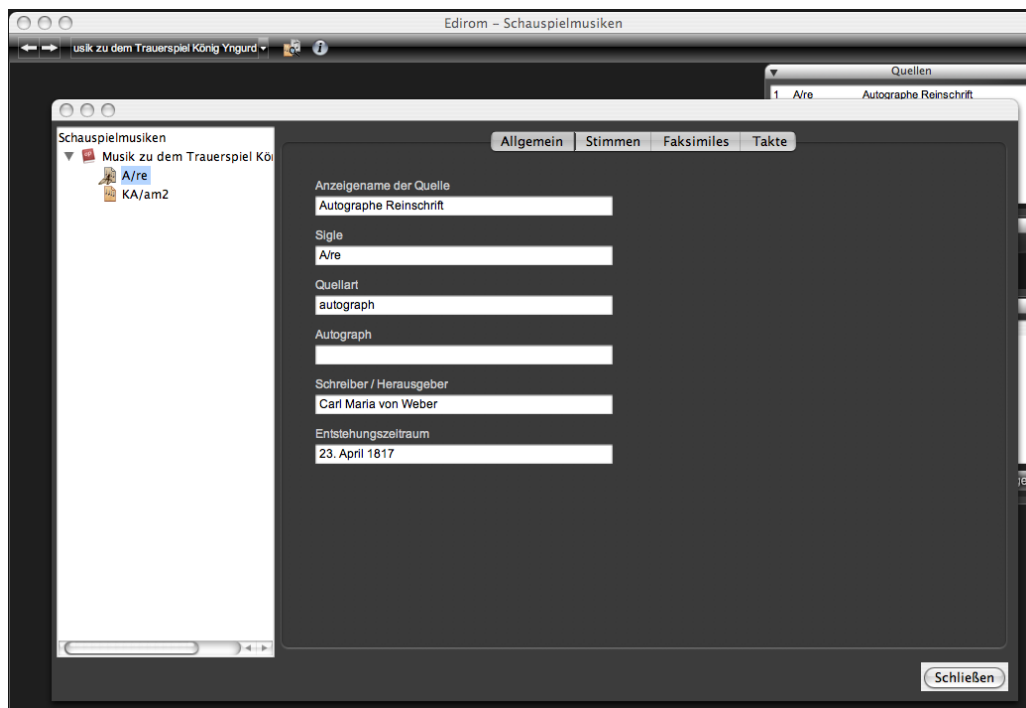 Edirom – Schauspielmusiken
usik zu dem Trauerspiel König Yngurd
Quellen
1 A/re Autographe Reinschrift
Schauspielmusiken
Musik zu dem Trauerspiel Köni
A/re
KA/am2
Allgemein Stimmen Faksimiles Takte
Anzeigename der Quelle
Autographe Reinschrift
Sigle
A/re
Quellart
autograph
Autograph
Schreiber / Herausgeber
Carl Maria von Weber
Entstehungszeitraum
23. April 1817
Schließen